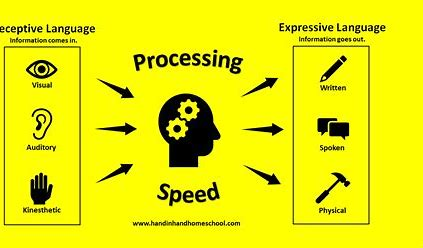 eceptive Language
Information comes in.
Visual
Auditory
Kinesthetic
Processing
Speed
www.handinhandhomeschool.com
Expressive Language
Information goes out.
Written
Spoken
Physical